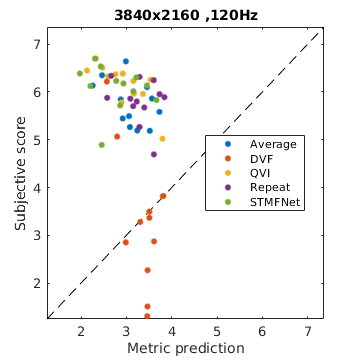 3840x2160 ,120Hz
Subjective score
7
6
5
4
3
2
Average
DVF
QVI
Repeat
STMFNet
2 3 4 5 6 7
Metric prediction